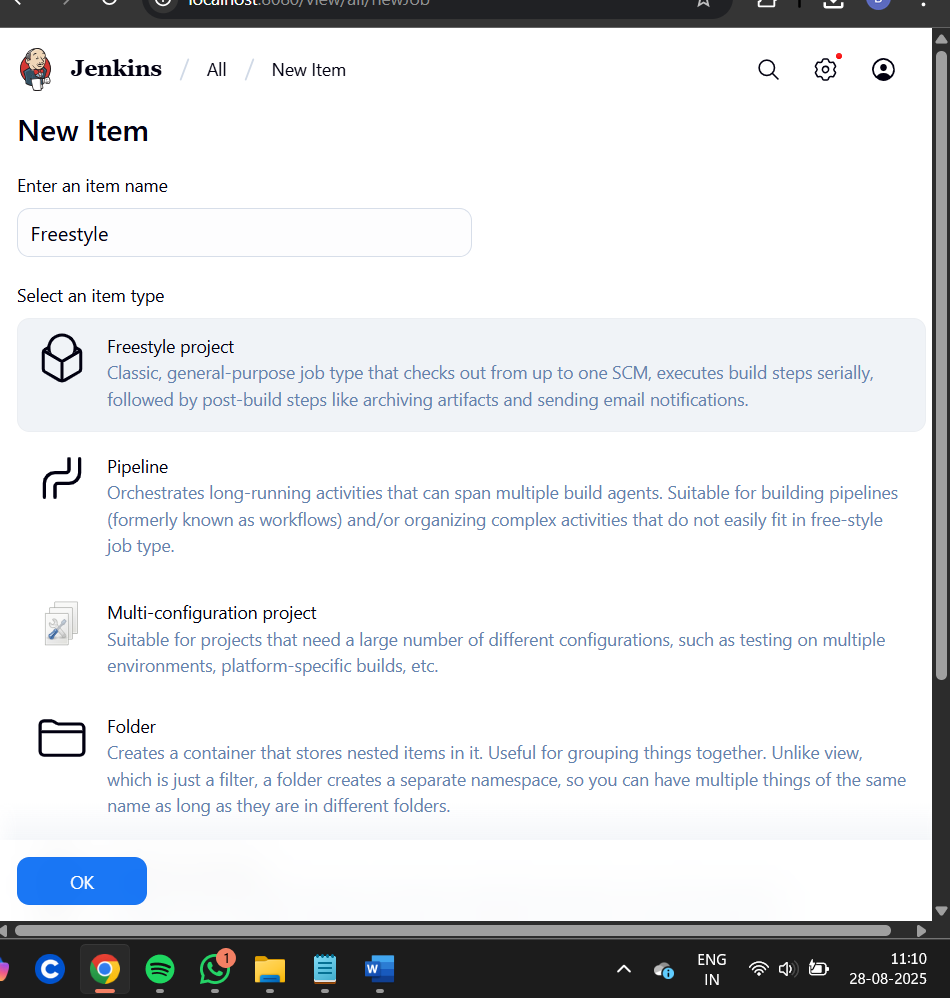 localhost:8080/view/all/newJob
Jenkins / All / New Item
New Item
Enter an item name
Freestyle
Select an item type
Freestyle project
Classic, general-purpose job type that checks out from up to one SCM, executes build steps serially,
followed by post-build steps like archiving artifacts and sending email notifications.
Pipeline
Orchestrates long-running activities that can span multiple build agents. Suitable for building pipelines
(formerly known as workflows) and/or organizing complex activities that do not easily fit in free-style
job type.
Multi-configuration project
Suitable for projects that need a large number of different configurations, such as testing on multiple
environments, platform-specific builds, etc.
Folder
Creates a container that stores nested items in it. Useful for grouping things together. Unlike view,
which is just a filter, a folder creates a separate namespace, so you can have multiple things of the same
name as long as they are in different folders.
OK
1
W
ENG
IN
11:10
28-08-2025